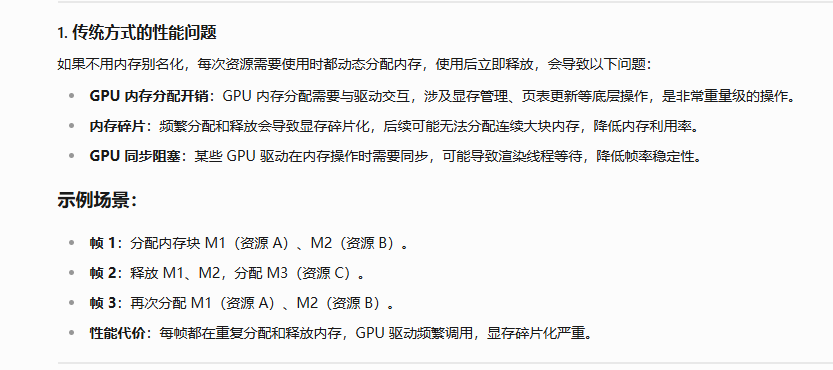 1. 传统方式的性能问题
如果不用内存别名化，每次资源需要使用时都动态分配内存，使用后立即释放，会导致以下问题：
• GPU 内存分配开销：GPU 内存分配需要与驱动交互，涉及显存管理、页表更新等底层操作，是非常重量级的操作。
• 内存碎片：频繁分配和释放会导致显存碎片化，后续可能无法分配连续大块内存，降低内存利用率。
• GPU 同步阻塞：某些 GPU 驱动在内存操作时需要同步，可能导致渲染线程等待，降低帧率稳定性。
示例场景：
• 帧 1：分配内存块 M1（资源 A）、M2（资源 B）。
• 帧 2：释放 M1、M2，分配 M3（资源 C）。
• 帧 3：再次分配 M1（资源 A）、M2（资源 B）。
• 性能代价：每帧都在重复分配和释放内存，GPU 驱动频繁调用，显存碎片化严重。